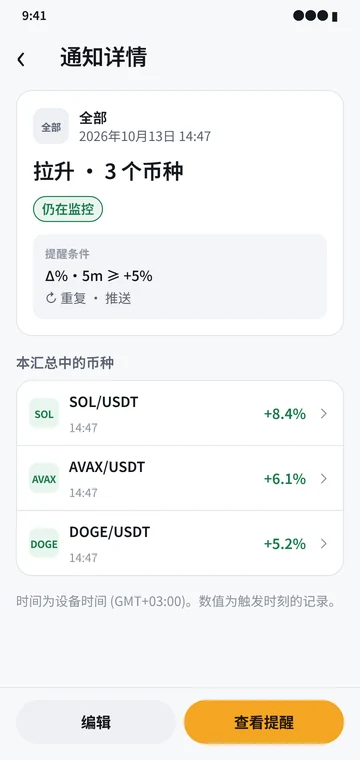 9:41
通知详情
全部
全部
2026年10月13日 14:47
拉升 · 3 个币种
仍在监控
提醒条件
Δ% · 5m ⩾ +5%
重复 · 推送
本汇总中的币种
SOL
SOL/USDT
14:47
+8.4%
AVAX
AVAX/USDT
14:47
+6.1%
DOGE
DOGE/USDT
14:47
+5.2%
时间为设备时间 (GMT+03:00)。数值为触发时刻的记录。
编辑
查看提醒